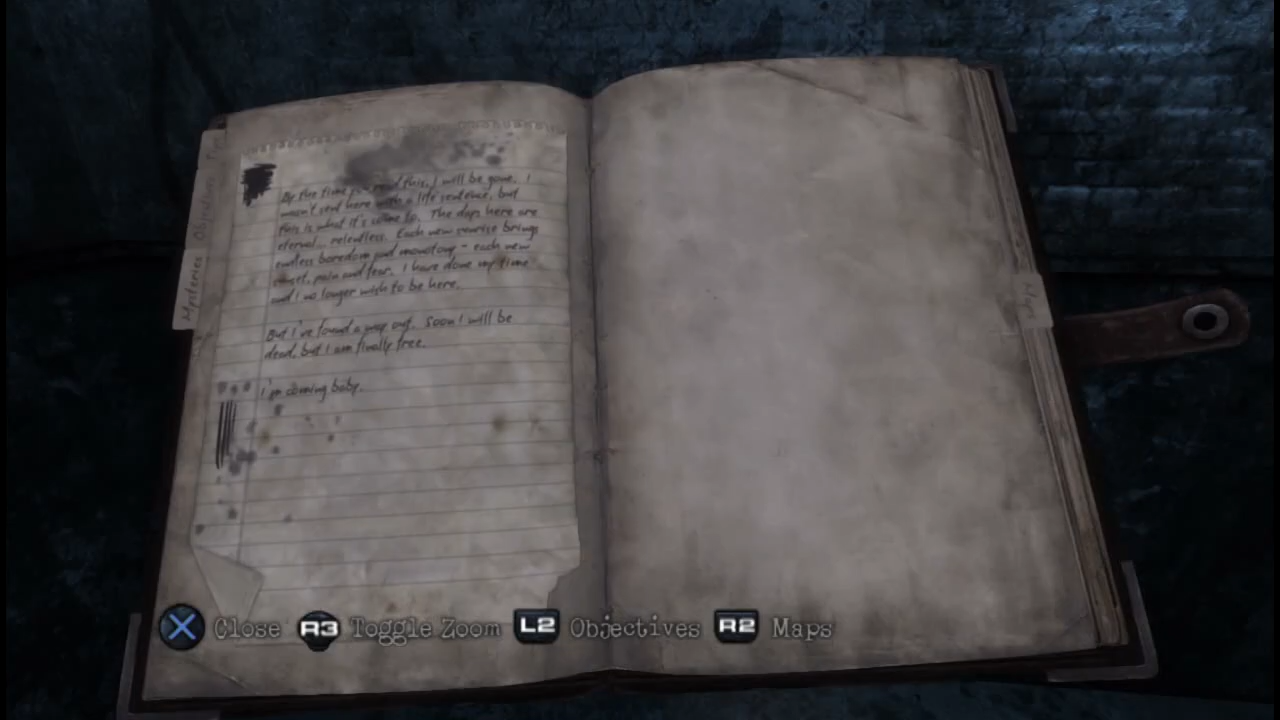 By the time you read this, I will be gone. I
wasn't sent here with a life sentence, but
this is what it's come to. The days here are
eternal... relentless. Each new sunrise brings
endless boredom and monotony - each new
sunset, pain and fear. I have done my time
and I no longer wish to be here.
But I've found a way out. Soon I will be
dead, but I am finally free.
I'm coming baby.
Mysteries
Objectives
Maps
Close
R3 Toggle Zoom
L2 Objectives
R2 Maps